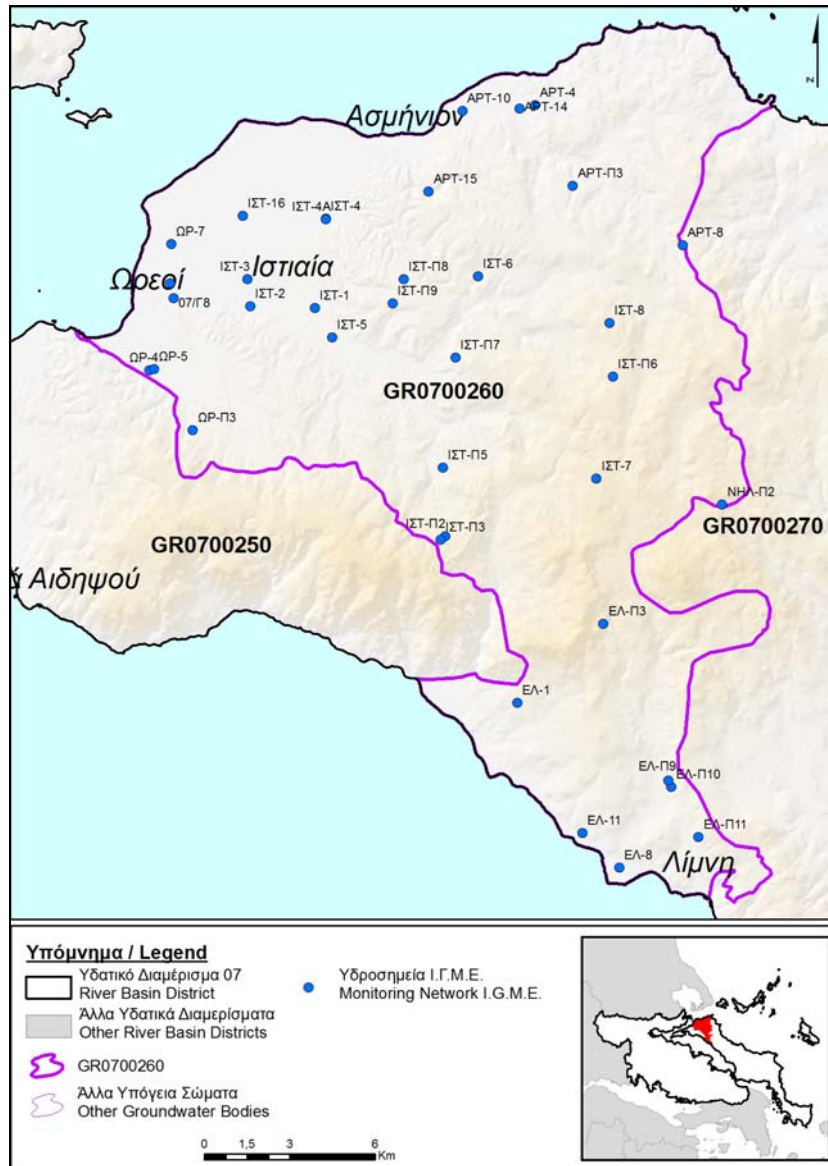 z
ΑΡΤ-4
ΑΡΤ-10
ΑΡΤ-14
Ασμήνιον
ΑΡΤ-15
ΑΡΤ-Π3
ΙΣΤ-16
ΙΣΤ-4Α
ΙΣΤ-4
ΩΡ-7
ΑΡΤ-8
Ωρεοί
ΙΣΤ-3
Ιστιαία
ΙΣΤ-Π8
ΙΣΤ-6
07/Γ8
ΙΣΤ-2
ΙΣΤ-1
ΙΣΤ-Π9
ΙΣΤ-5
ΙΣΤ-8
ΩΡ-4
ΩΡ-5
ΙΣΤ-Π7
ΙΣΤ-Π6
GR0700260
ΩΡ-Π3
ΙΣΤ-Π5
ΙΣΤ-7
ΝΗΛ-Π2
GR0700270
ΙΣΤ-Π2
ΙΣΤ-Π3
GR0700250
ά Αιδηψού
ΕΛ-Π3
ΕΛ-1
ΕΛ-Π9
ΕΛ-Π10
ΕΛ-11
ΕΛ-Π11
ΕΛ-8
Λίμνη
Υπόμνημα / Legend
Υδατικό Διαμέρισμα 07
River Basin District
Άλλα Υδατικά Διαμερίσματα
Other River Basin Districts
GR0700260
Άλλα Υπόγεια Σώματα
Other Groundwater Bodies
Υδροσημεία Ι.Γ.Μ.Ε.
Monitoring Network I.G.M.E.
0 1,5 3 6
Km